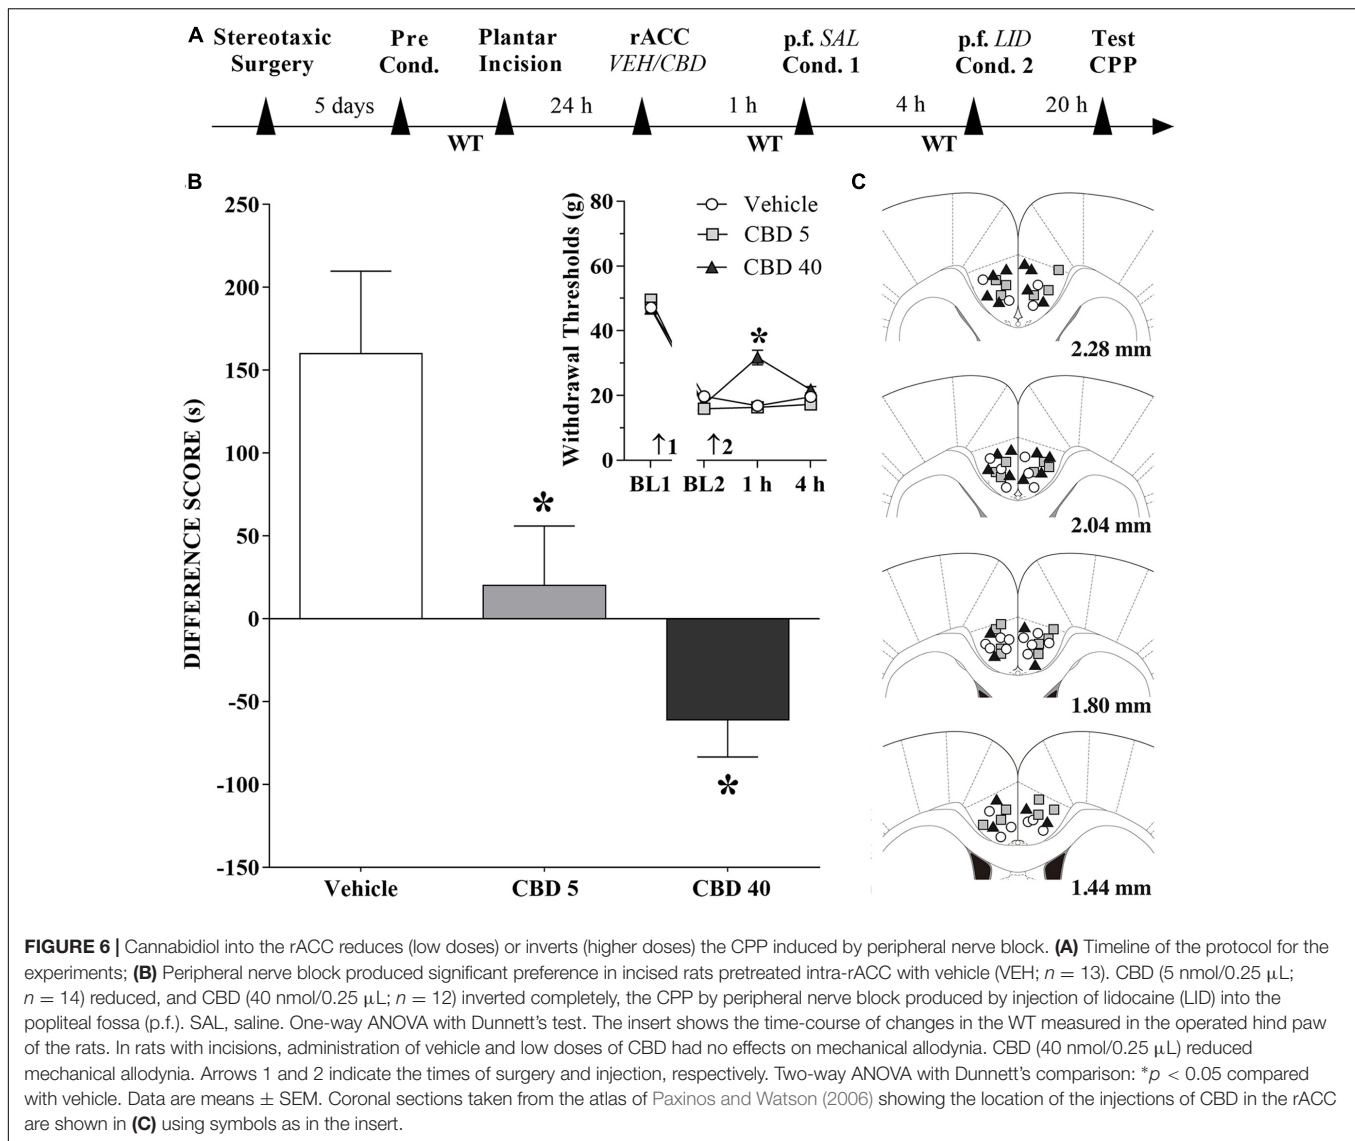 A
Stereotaxic Surgery
Pre Cond.
Plantar Incision
rACC VEH/CBD
p.f. SAL Cond. 1
p.f. LID Cond. 2
Test CPP
5 days
24 h
1 h
4 h
20 h
WT
WT
WT
B
DIFFERENCE SCORE (s)
250
200
150
100
50
0
-50
-100
-150
*
*
Vehicle
CBD 5
CBD 40
Withdrawal Thresholds (g)
80
60
40
20
0
Vehicle
CBD 5
CBD 40
*
↑1
↑2
BL1
BL2
1 h
4 h
C
2.28 mm
2.04 mm
1.80 mm
1.44 mm
FIGURE 6 | Cannabidiol into the rACC reduces (low doses) or inverts (higher doses) the CPP induced by peripheral nerve block. (A) Timeline of the protocol for the
experiments; (B) Peripheral nerve block produced significant preference in incised rats pretreated intra-rACC with vehicle (VEH; n = 13). CBD (5 nmol/0.25 μL;
n = 14) reduced, and CBD (40 nmol/0.25 μL; n = 12) inverted completely, the CPP by peripheral nerve block produced by injection of lidocaine (LID) into the
popliteal fossa (p.f.). SAL, saline. One-way ANOVA with Dunnett's test. The insert shows the time-course of changes in the WT measured in the operated hind paw
of the rats. In rats with incisions, administration of vehicle and low doses of CBD had no effects on mechanical allodynia. CBD (40 nmol/0.25 μL) reduced
mechanical allodynia. Arrows 1 and 2 indicate the times of surgery and injection, respectively. Two-way ANOVA with Dunnett's comparison: *p < 0.05 compared
with vehicle. Data are means ± SEM. Coronal sections taken from the atlas of Paxinos and Watson (2006) showing the location of the injections of CBD in the rACC
are shown in (C) using symbols as in the insert.